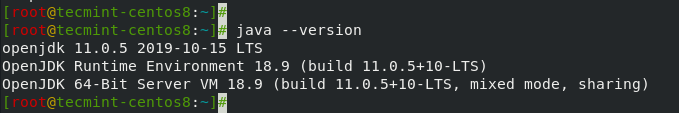 [root@tecmint-centos8:~]#
[root@tecmint-centos8:~]# java --version
openjdk 11.0.5 2019-10-15 LTS
OpenJDK Runtime Environment 18.9 (build 11.0.5+10-LTS)
OpenJDK 64-Bit Server VM 18.9 (build 11.0.5+10-LTS, mixed mode, sharing)
[root@tecmint-centos8:~]#